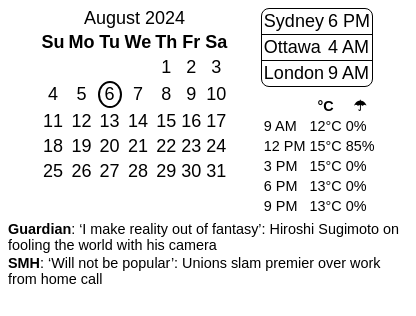 August 2024
Su Mo Tu We Th Fr Sa
1 2 3
4 5 6 7 8 9 10
11 12 13 14 15 16 17
18 19 20 21 22 23 24
25 26 27 28 29 30 31
Sydney 6 PM
Ottawa 4 AM
London 9 AM
°C ☂
9 AM 12°C 0%
12 PM 15°C 85%
3 PM 15°C 0%
6 PM 13°C 0%
9 PM 13°C 0%
Guardian: ‘I make reality out of fantasy’: Hiroshi Sugimoto on
fooling the world with his camera
SMH: ‘Will not be popular’: Unions slam premier over work
from home call